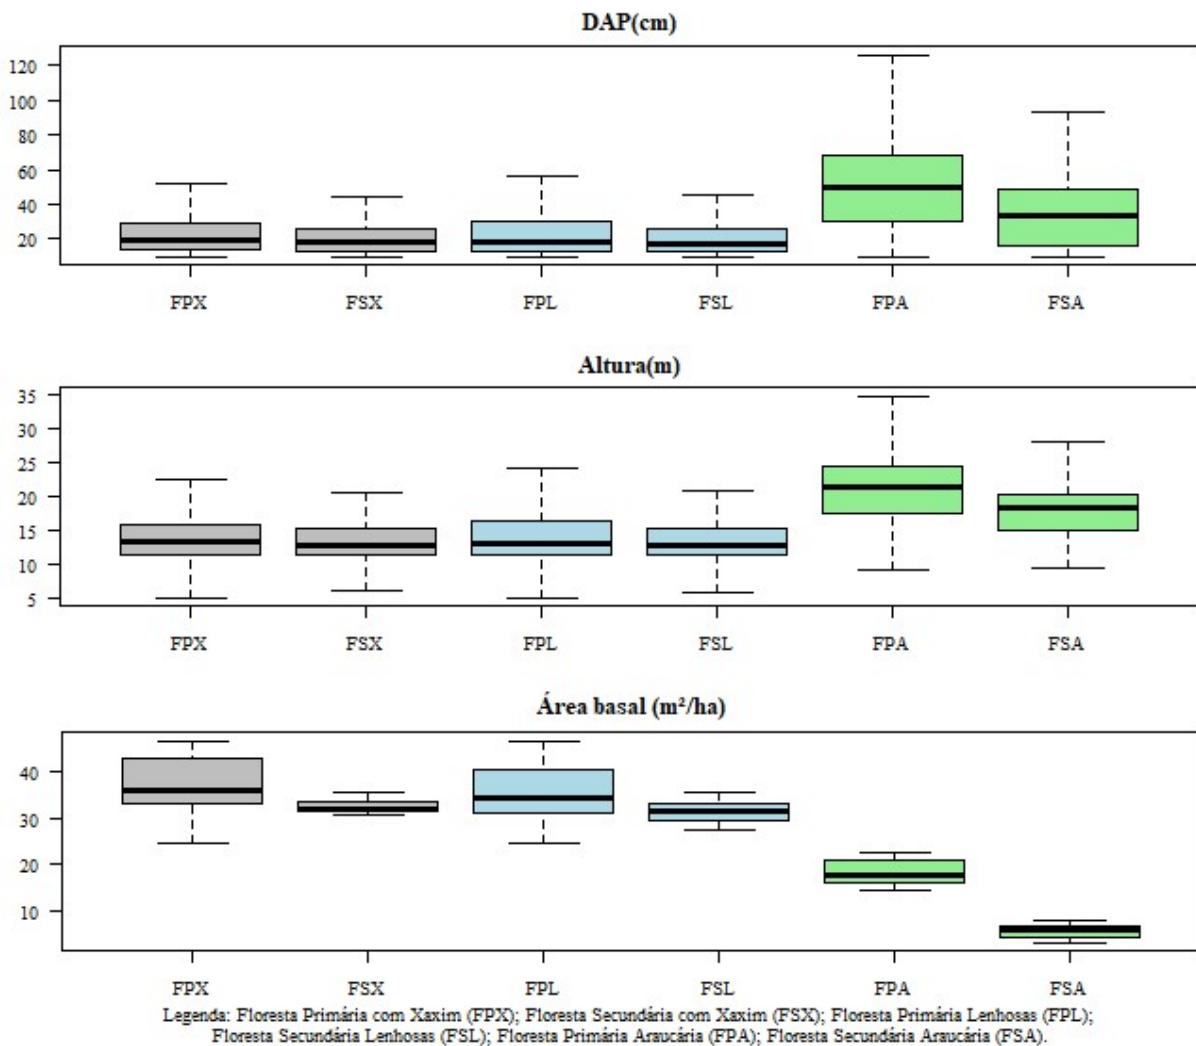 DAP(cm)
120
100
80
60
40
20
FPX FSX FPL FSL FPA FSA
Altura(m)
35
30
25
20
15
10
5
FPX FSX FPL FSL FPA FSA
Área basal (m²/ha)
40
30
20
10
FPX FSX FPL FSL FPA FSA
Legenda: Floresta Primária com Xaxim (FPX); Floresta Secundária com Xaxim (FSX); Floresta Primária Lenhosas (FPL);
Floresta Secundária Lenhosas (FSL); Floresta Primária Araucária (FPA); Floresta Secundária Araucária (FSA).